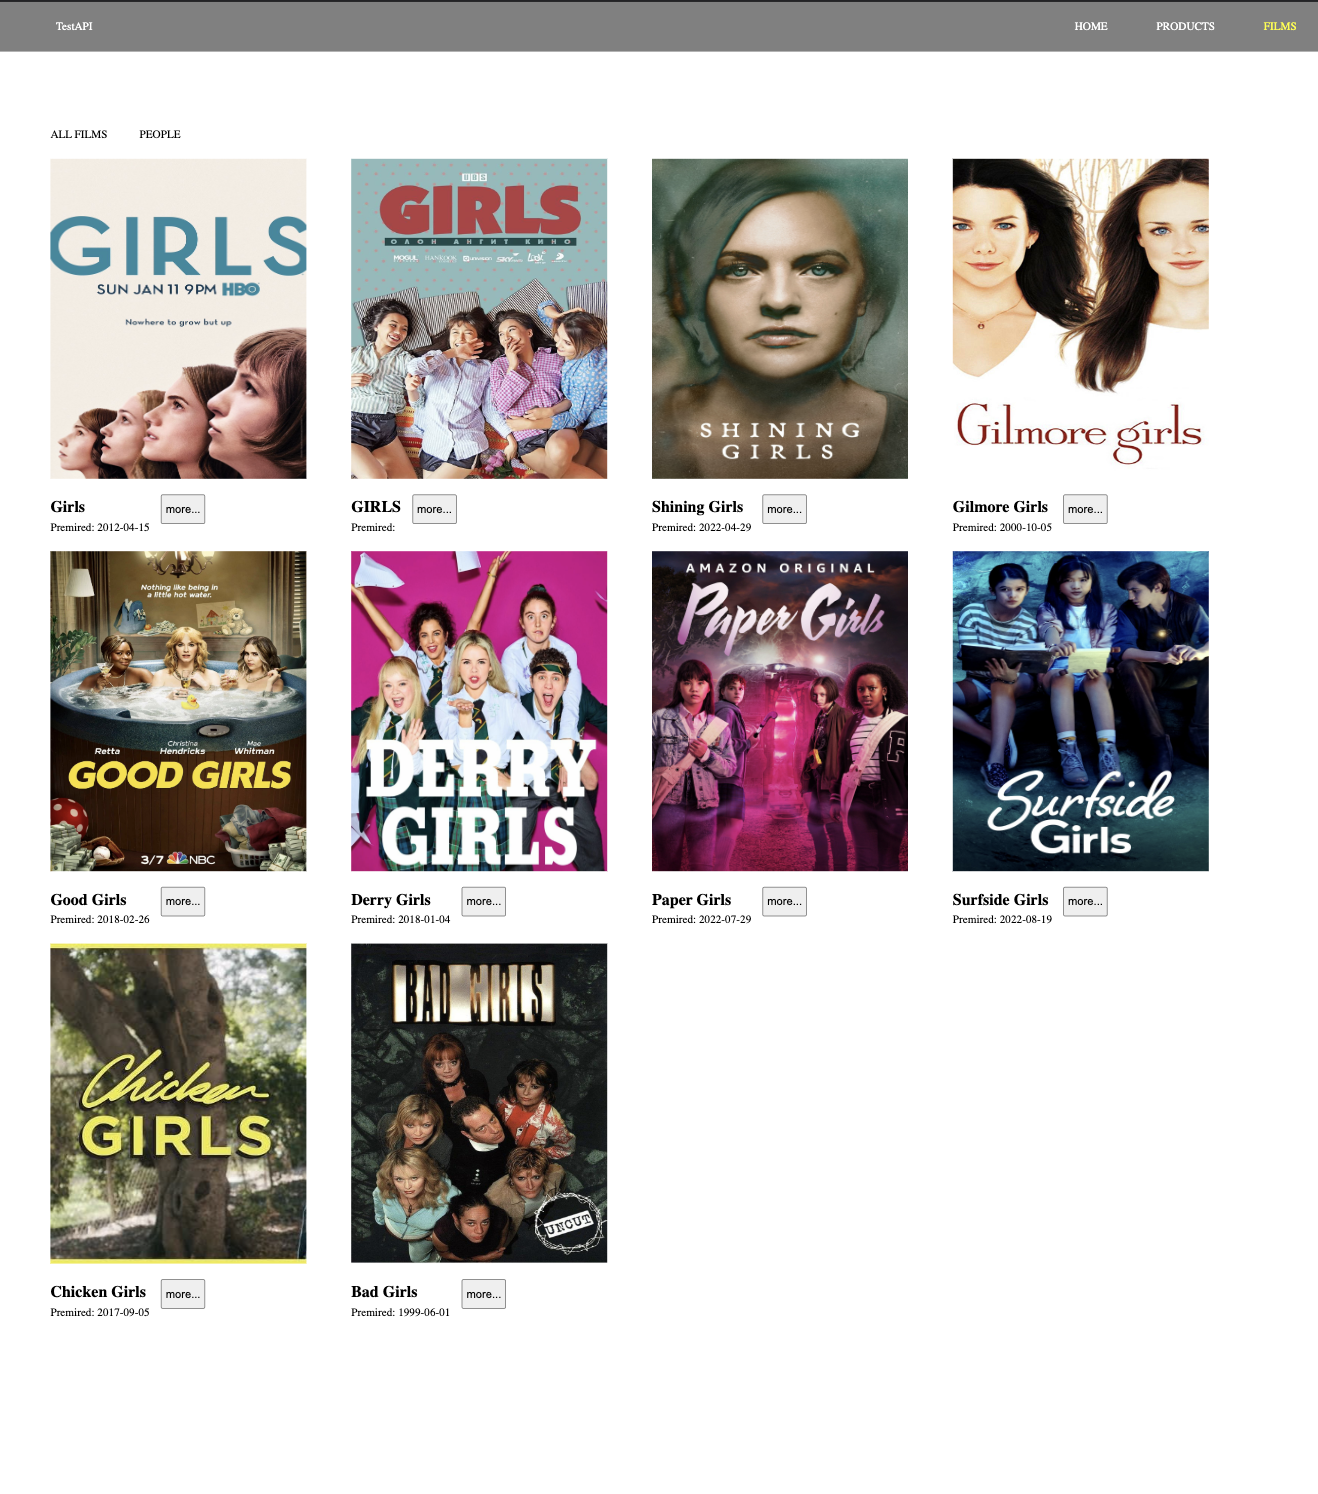 TestAPI
HOME PRODUCTS FILMS
ALL FILMS PEOPLE
GIRLS
SUN JAN 11 9PM HBO
Nowhere to grow but up
GIRLS
ОЛОН АНГИТ КИНО
MOGUL
SHINING
GIRLS
Gilmore girls
Girls more...
Premired: 2012-04-15
GIRLS more...
Premired:
Shining Girls more...
Premired: 2022-04-29
Gilmore Girls more...
Premired: 2000-10-05
Nothing like being in
a little hot water.
Retta Christina Hendricks Mae Whitman
GOOD GIRLS
3/7 NBC
DERRY
GIRLS
AMAZON ORIGINAL
Paper Girls
Surfside
Girls
Good Girls more...
Premired: 2018-02-26
Derry Girls more...
Premired: 2018-01-04
Paper Girls more...
Premired: 2022-07-29
Surfside Girls more...
Premired: 2022-08-19
Chicken
GIRLS
BAD GIRLS
UNCUT
Chicken Girls more...
Premired: 2017-09-05
Bad Girls more...
Premired: 1999-06-01